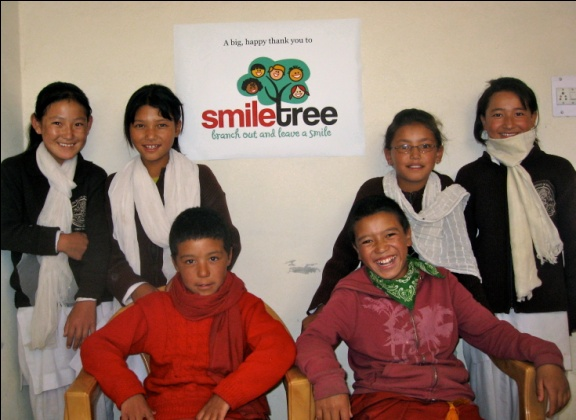 A big, happy thank you to
smiletree
branch out and leave a smile